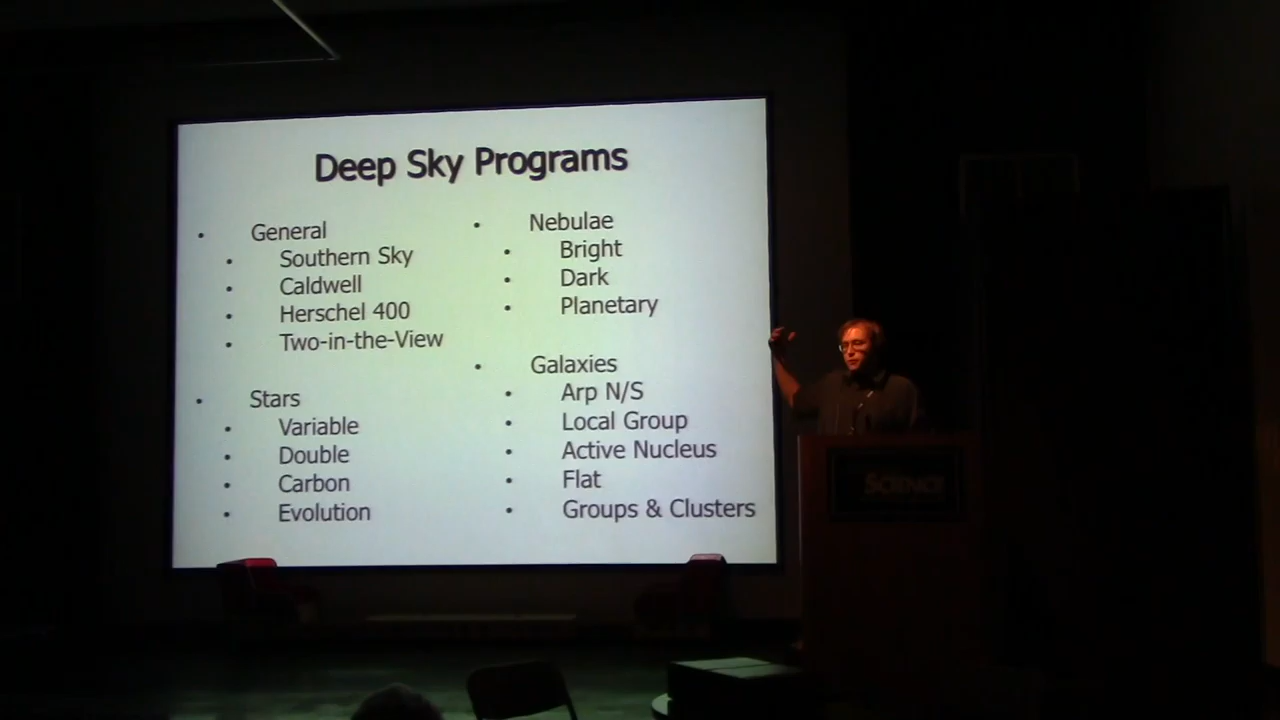 Deep Sky Programs
General
Southern Sky
Caldwell
Herschel 400
Two-in-the-View
Stars
Variable
Double
Carbon
Evolution
Nebulae
Bright
Dark
Planetary
Galaxies
Arp N/S
Local Group
Active Nucleus
Flat
Groups & Clusters
SCIENCE